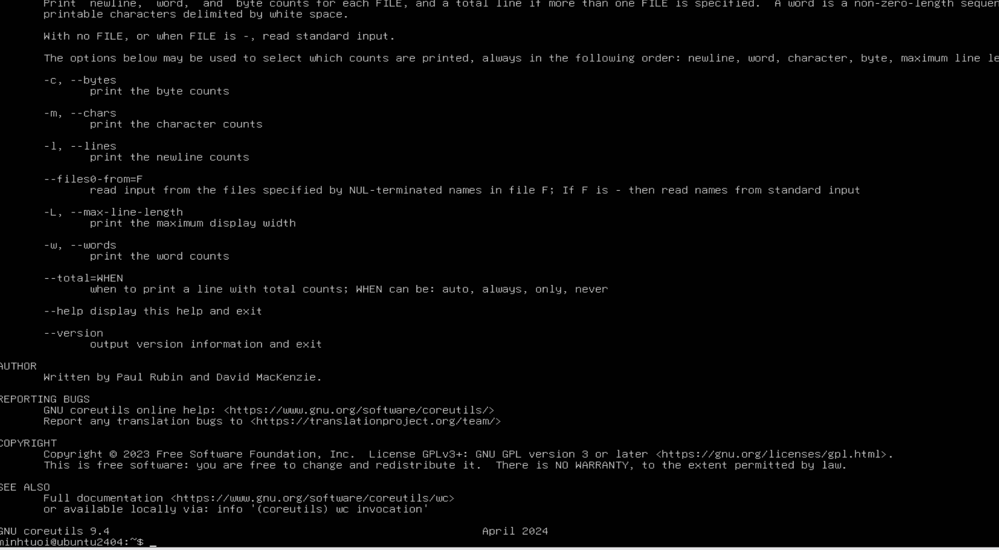 Print newline, word, and byte counts for each FILE, and a total line if more than one FILE is specified. A word is a non-zero-length sequen
printable characters delimited by white space.
With no FILE, or when FILE is -, read standard input.
The options below may be used to select which counts are printed, always in the following order: newline, word, character, byte, maximum line le
-c, --bytes
print the byte counts
-m, --chars
print the character counts
-l, --lines
print the newline counts
--files0-from=F
read input from the files specified by NUL-terminated names in file F; If F is - then read names from standard input
-L, --max-line-length
print the maximum display width
-w, --words
print the word counts
--total=WHEN
when to print a line with total counts; WHEN can be: auto, always, only, never
--help display this help and exit
--version
output version information and exit
AUTHOR
Written by Paul Rubin and David MacKenzie.
REPORTING BUGS
GNU coreutils online help: <https://www.gnu.org/software/coreutils/>
Report any translation bugs to <https://translationproject.org/team/>
COPYRIGHT
Copyright © 2023 Free Software Foundation, Inc. License GPLv3+: GNU GPL version 3 or later <https://gnu.org/licenses/gpl.html>.
This is free software: you are free to change and redistribute it. There is NO WARRANTY, to the extent permitted by law.
SEE ALSO
Full documentation <https://www.gnu.org/software/coreutils/wc>
or available locally via: info '(coreutils) wc invocation'
GNU coreutils 9.4 April 2024
minhtuoi@ubuntu2404:~$ _